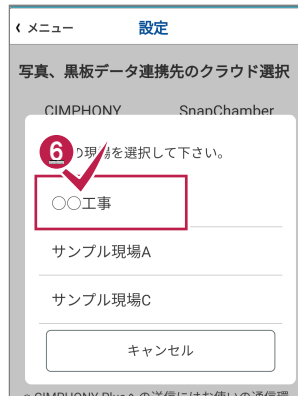 ‹ メニュー 設定
写真、黒板データ連携先のクラウド選択
CIMPHONY SnapChamber
6 の現場を選択して下さい。
○○工事
サンプル現場A
サンプル現場C
キャンセル